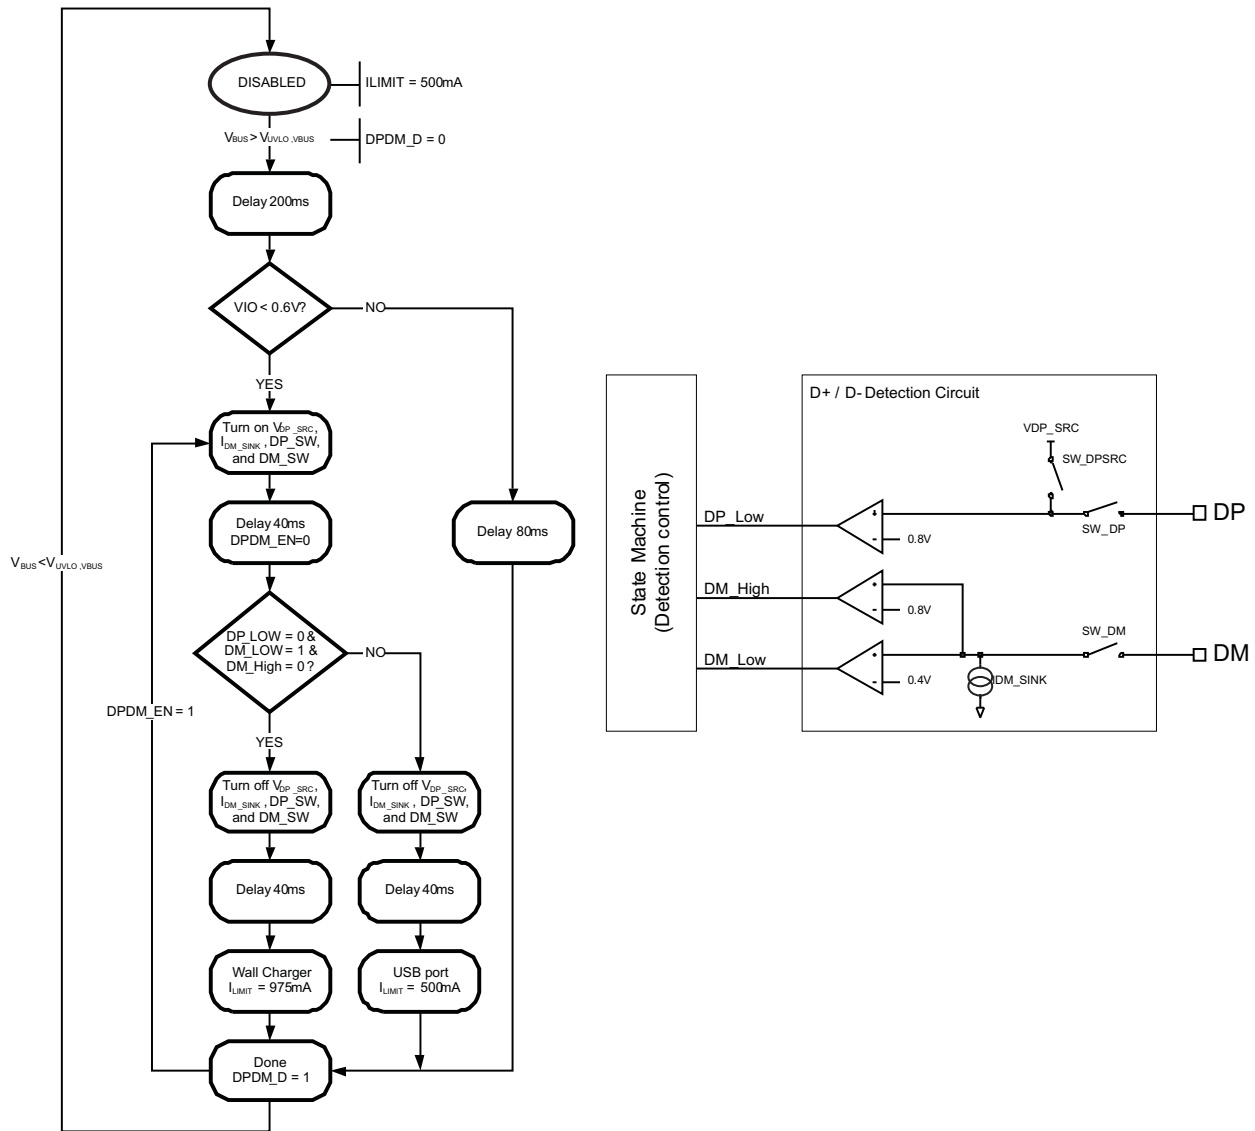 DISABLED
ILIMIT = 500mA
VBUS > VUVLO,VBUS
DPDM_D = 0
Delay 200ms
VIO < 0.6V?
NO
YES
Turn on VDP_SRC,
IDM_SINK , DP_SW,
and DM_SW
Delay 40ms
DPDM_EN=0
Delay 80ms
VBUS <VUVLO,VBUS
DP_LOW = 0 &
DM_LOW = 1 &
DM_High = 0 ?
NO
DPDM_EN = 1
YES
Turn off VDP_SRC,
IDM_SINK , DP_SW,
and DM_SW
Turn off VDP_SRC,
IDM_SINK , DP_SW,
and DM_SW
Delay 40ms
Delay 40ms
Wall Charger
ILIMIT = 975mA
USB port
ILIMIT = 500mA
Done
DPDM_D = 1
State Machine
(Detection control)
D+ / D- Detection Circuit
VDP_SRC
SW_DPSRC
DP_Low
+
-
0.8V
SW_DP
DP
DM_High
+
-
0.8V
SW_DM
DM
DM_Low
+
-
0.4V
IDM_SINK